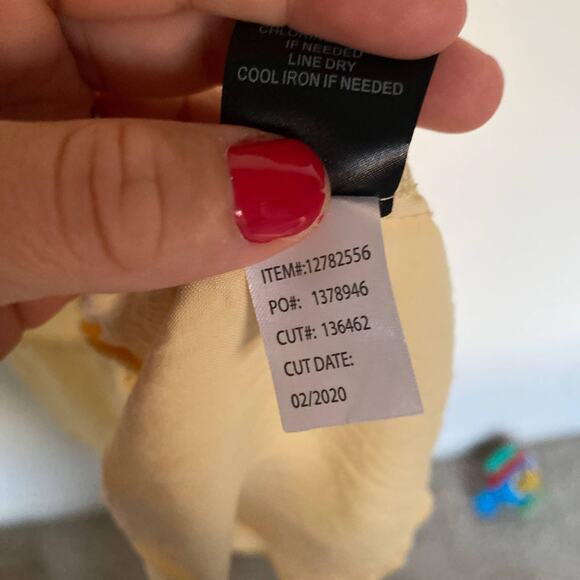 IF NEEDED
LINE DRY
COOL IRON IF NEEDED
ITEM#:12782556
PO#: 1378946
CUT#: 136462
CUT DATE:
02/2020